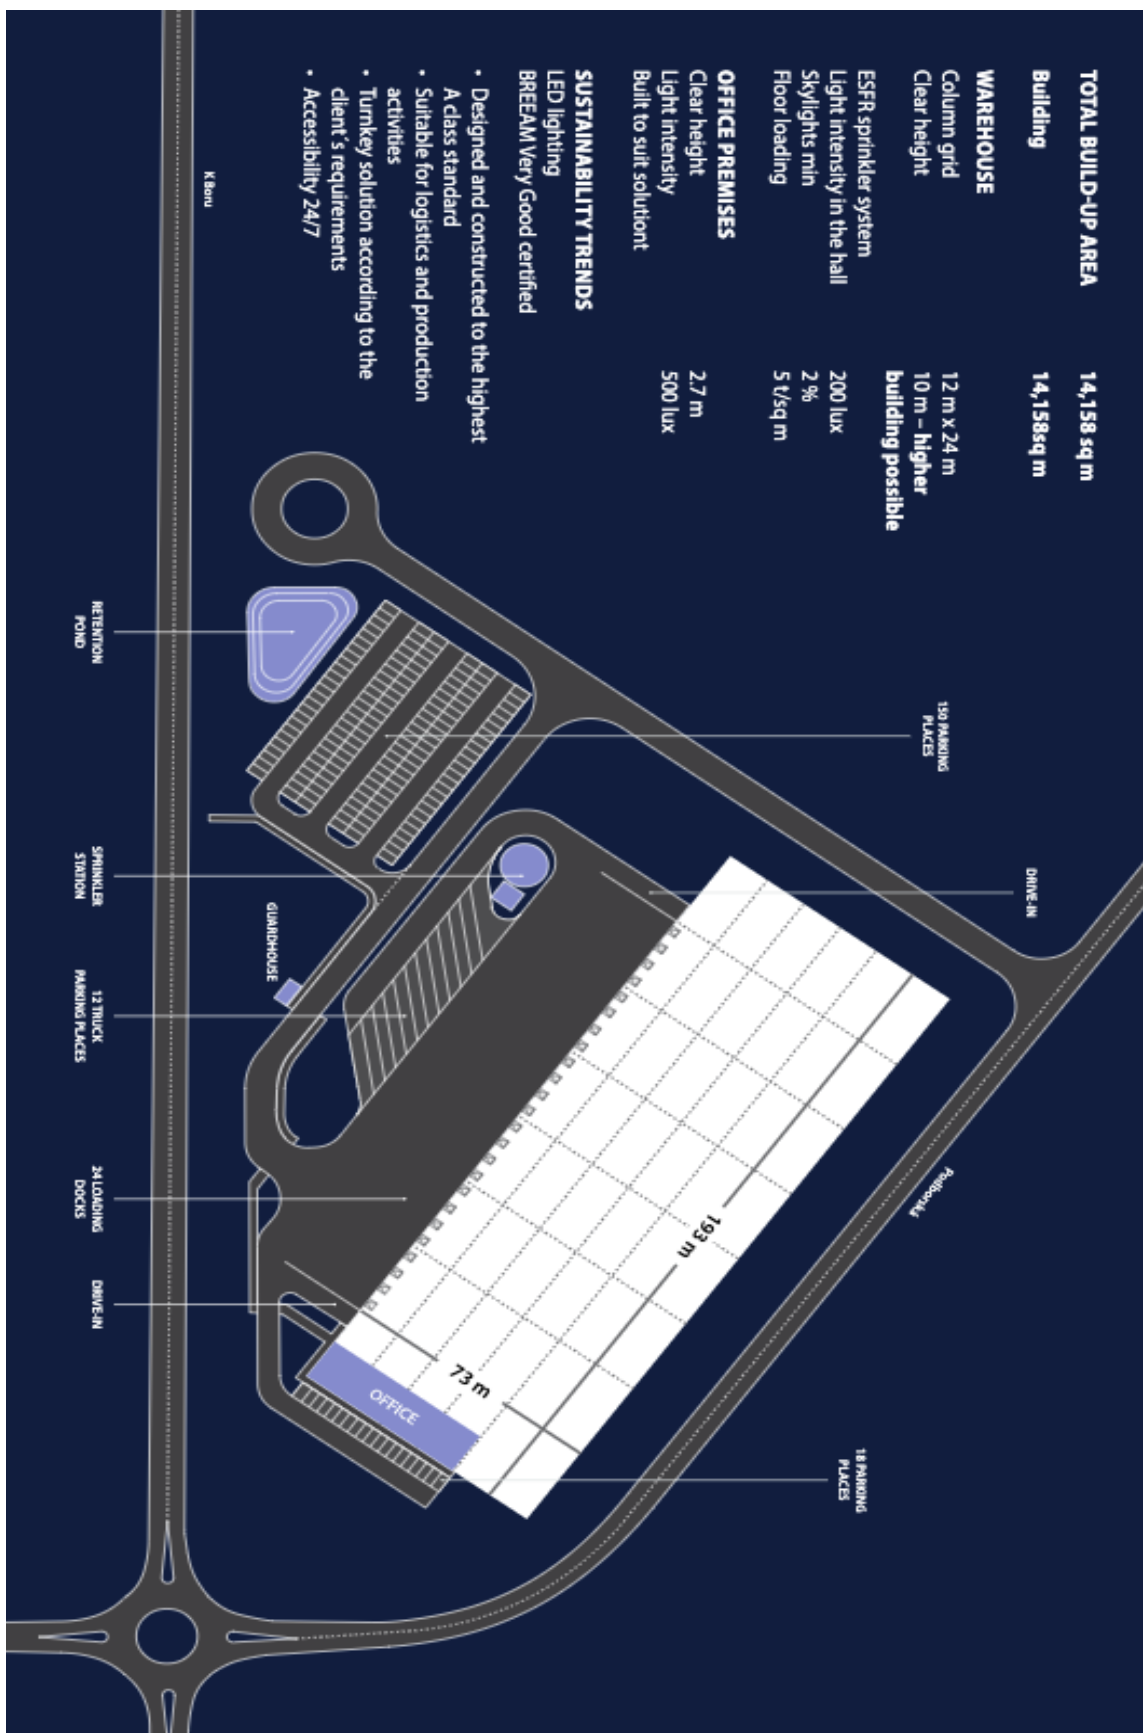 TOTAL BUILD-UP AREA 14,158 sq m
Building 14,158sq m
WAREHOUSE
Column grid 12 m x 24 m
Clear height 10 m – higher
building possible
ESFR sprinkler system
Light intensity in the hall 200 lux
Skylights min 2 %
Floor loading 5 t/sq m
OFFICE PREMISES
Clear height 2.7 m
Light intensity 500 lux
Built to suit solutiont
SUSTAINABILITY TRENDS
LED lighting
BREEAM Very Good certified
• Designed and constructed to the highest
A class standard
• Suitable for logistics and production
activities
• Turnkey solution according to the
client's requirements
• Accessibility 24/7
150 PARKING
PLACES
DRIVE-IN
Podborská
18 PARKING
PLACES
193 m
73 m
OFFICE
K Boru
GUARDHOUSE
RETENTION
POND
SPRINKLER
STATION
12 TRUCK
PARKING PLACES
24 LOADING
DOCKS
DRIVE-IN